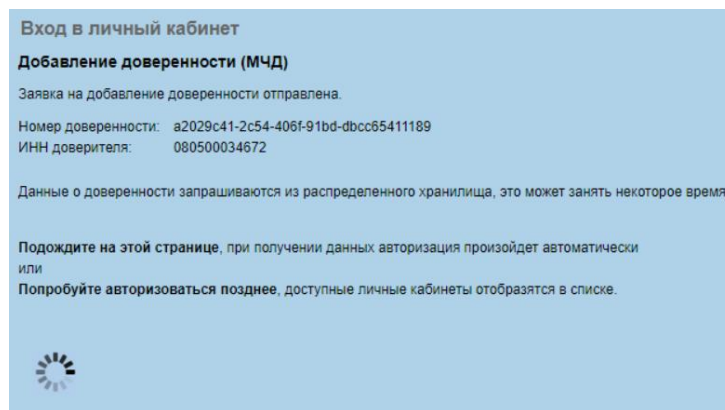 Вход в личный кабинет
Добавление доверенности (МЧД)
Заявка на добавление доверенности отправлена.
Номер доверенности: a2029c41-2c54-406f-91bd-dbcc65411189
ИНН доверителя: 080500034672
Данные о доверенности запрашиваются из распределенного хранилища, это может занять некоторое время
Подождите на этой странице, при получении данных авторизация произойдет автоматически
или
Попробуйте авторизоваться позднее, доступные личные кабинеты отобразятся в списке.